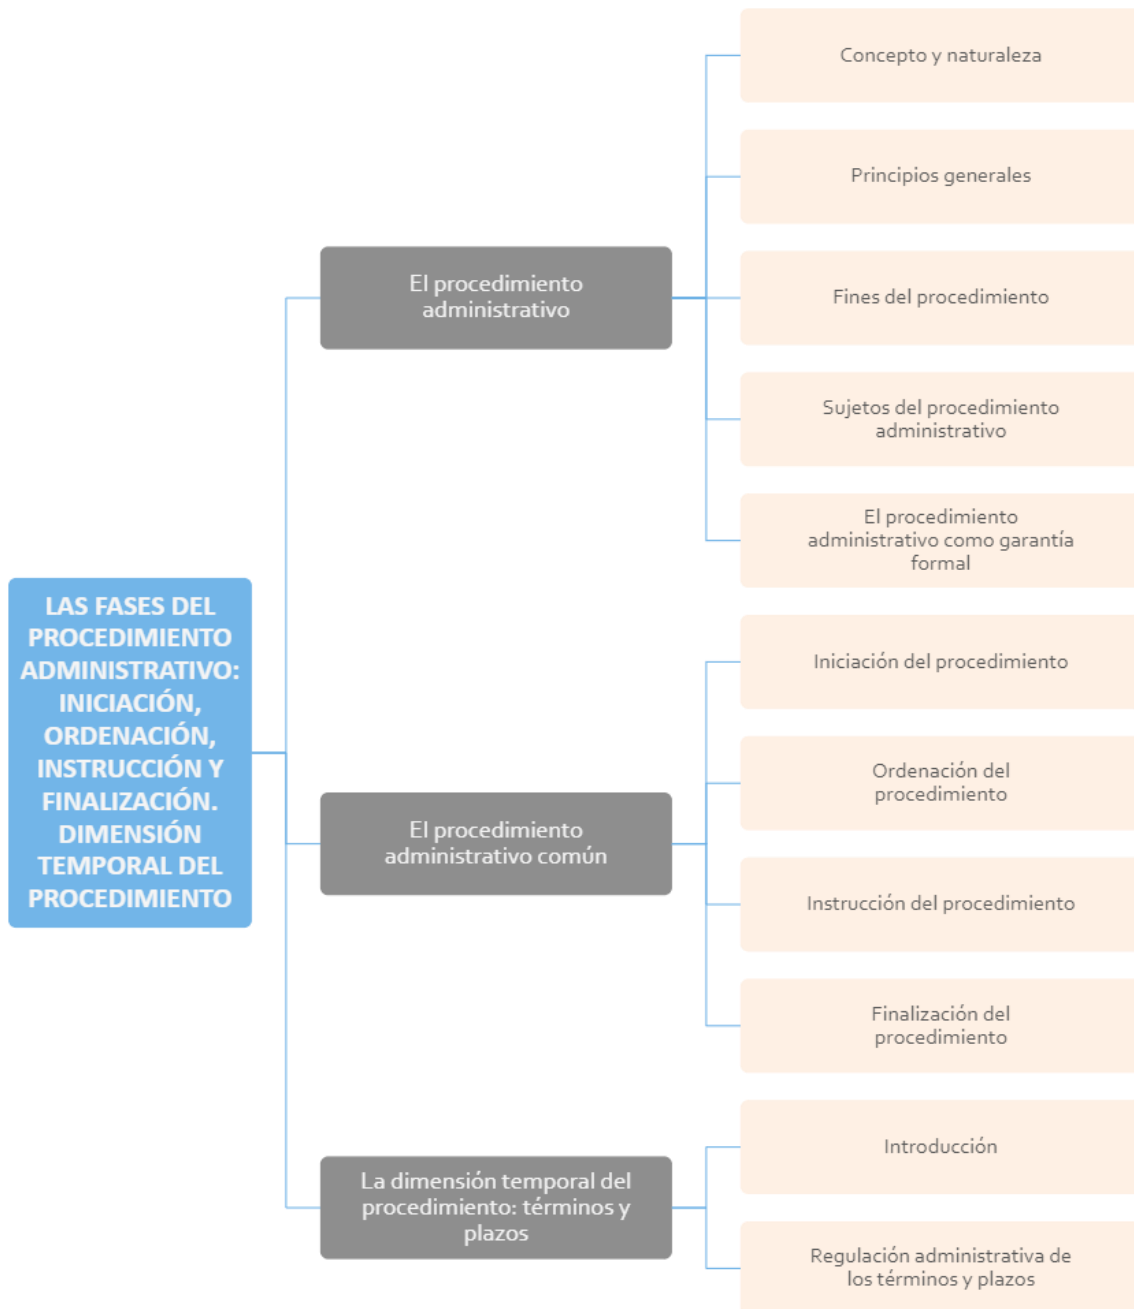 LAS FASES DEL
PROCEDIMIENTO
ADMINISTRATIVO:
INICIACIÓN,
ORDENACIÓN,
INSTRUCCIÓN Y
FINALIZACIÓN.
DIMENSIÓN
TEMPORAL DEL
PROCEDIMIENTO
El procedimiento
administrativo
Concepto y naturaleza
Principios generales
Fines del procedimiento
Sujetos del procedimiento
administrativo
El procedimiento
administrativo como garantía
formal
El procedimiento
administrativo común
Iniciación del procedimiento
Ordenación del
procedimiento
Instrucción del procedimiento
Finalización del
procedimiento
La dimensión temporal del
procedimiento: términos y
plazos
Introducción
Regulación administrativa de
los términos y plazos